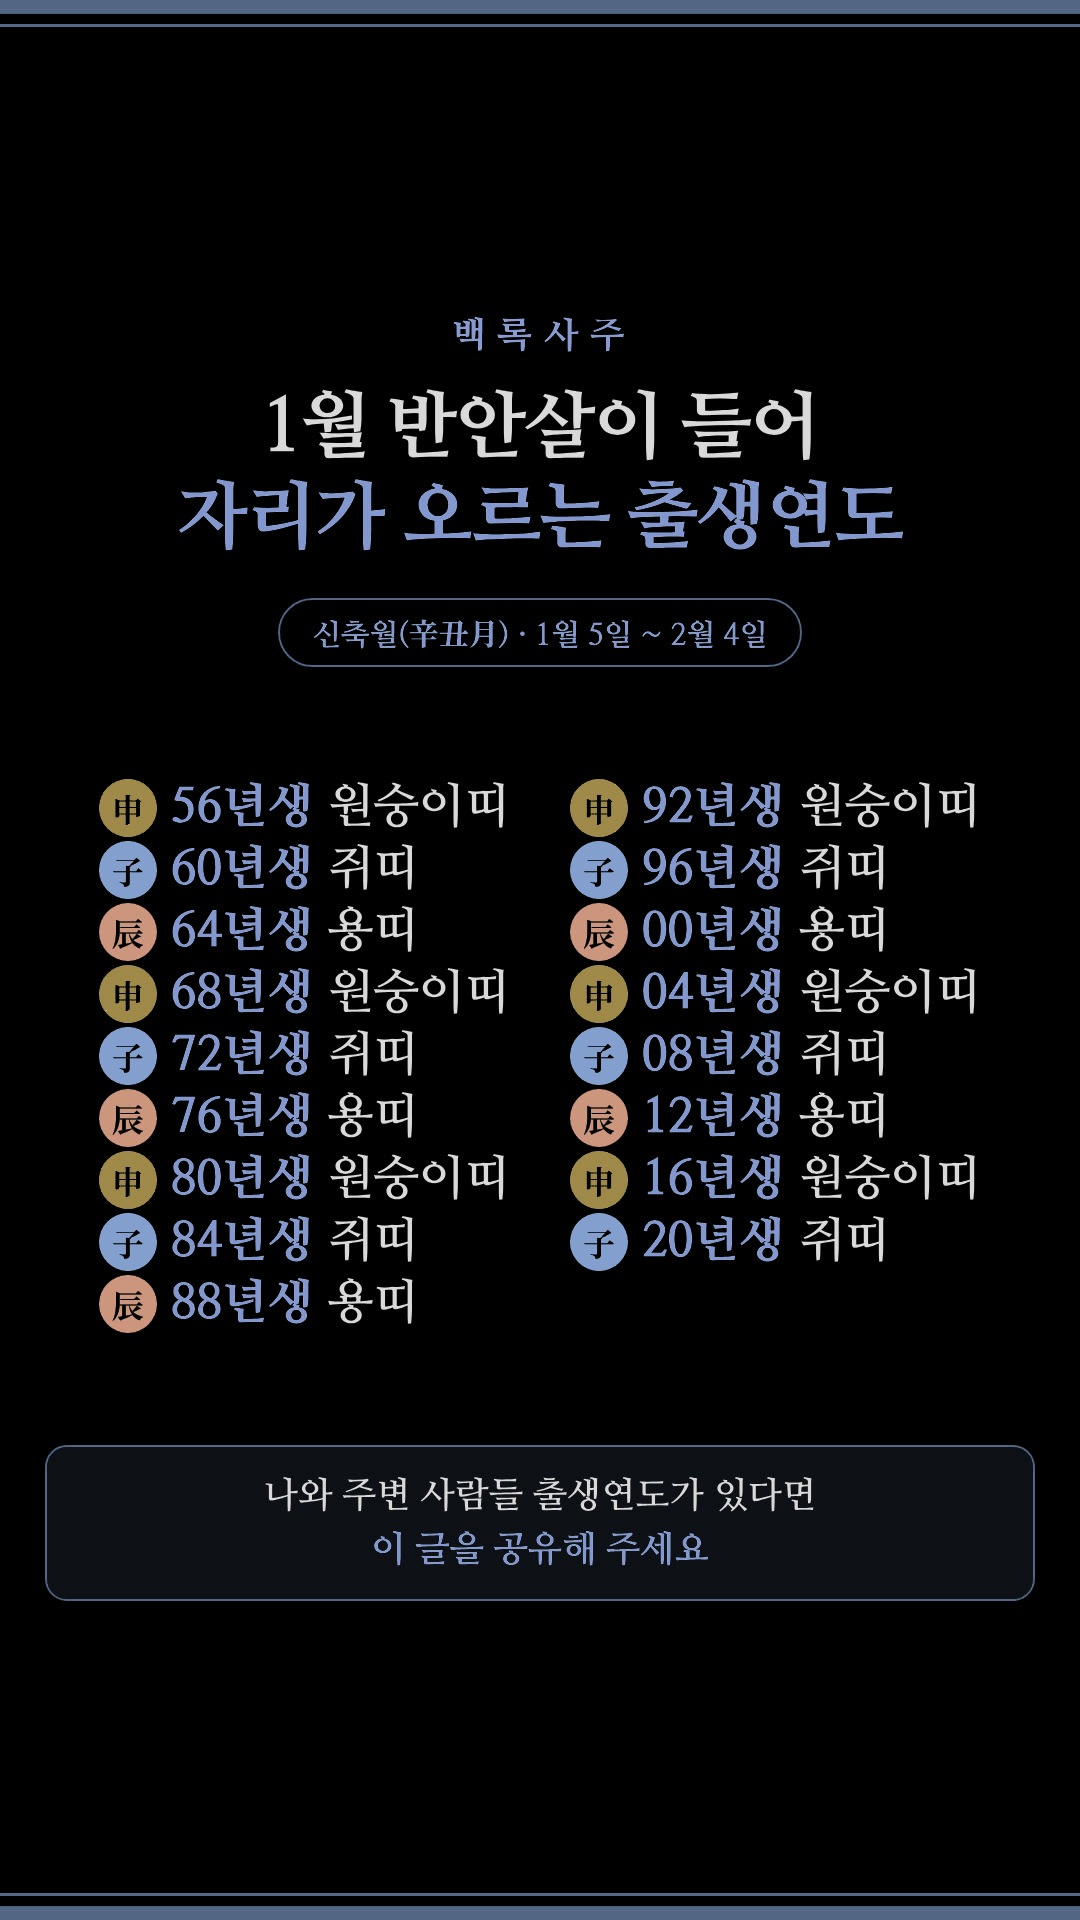 백록사주
1월 반안살이 들어
자리가 오르는 출생연도
신축월(辛丑月) · 1월 5일 ~ 2월 4일
申 56년생 원숭이띠
子 60년생 쥐띠
辰 64년생 용띠
申 68년생 원숭이띠
子 72년생 쥐띠
辰 76년생 용띠
申 80년생 원숭이띠
子 84년생 쥐띠
辰 88년생 용띠
申 92년생 원숭이띠
子 96년생 쥐띠
辰 00년생 용띠
申 04년생 원숭이띠
子 08년생 쥐띠
辰 12년생 용띠
申 16년생 원숭이띠
子 20년생 쥐띠
나와 주변 사람들 출생연도가 있다면
이 글을 공유해 주세요